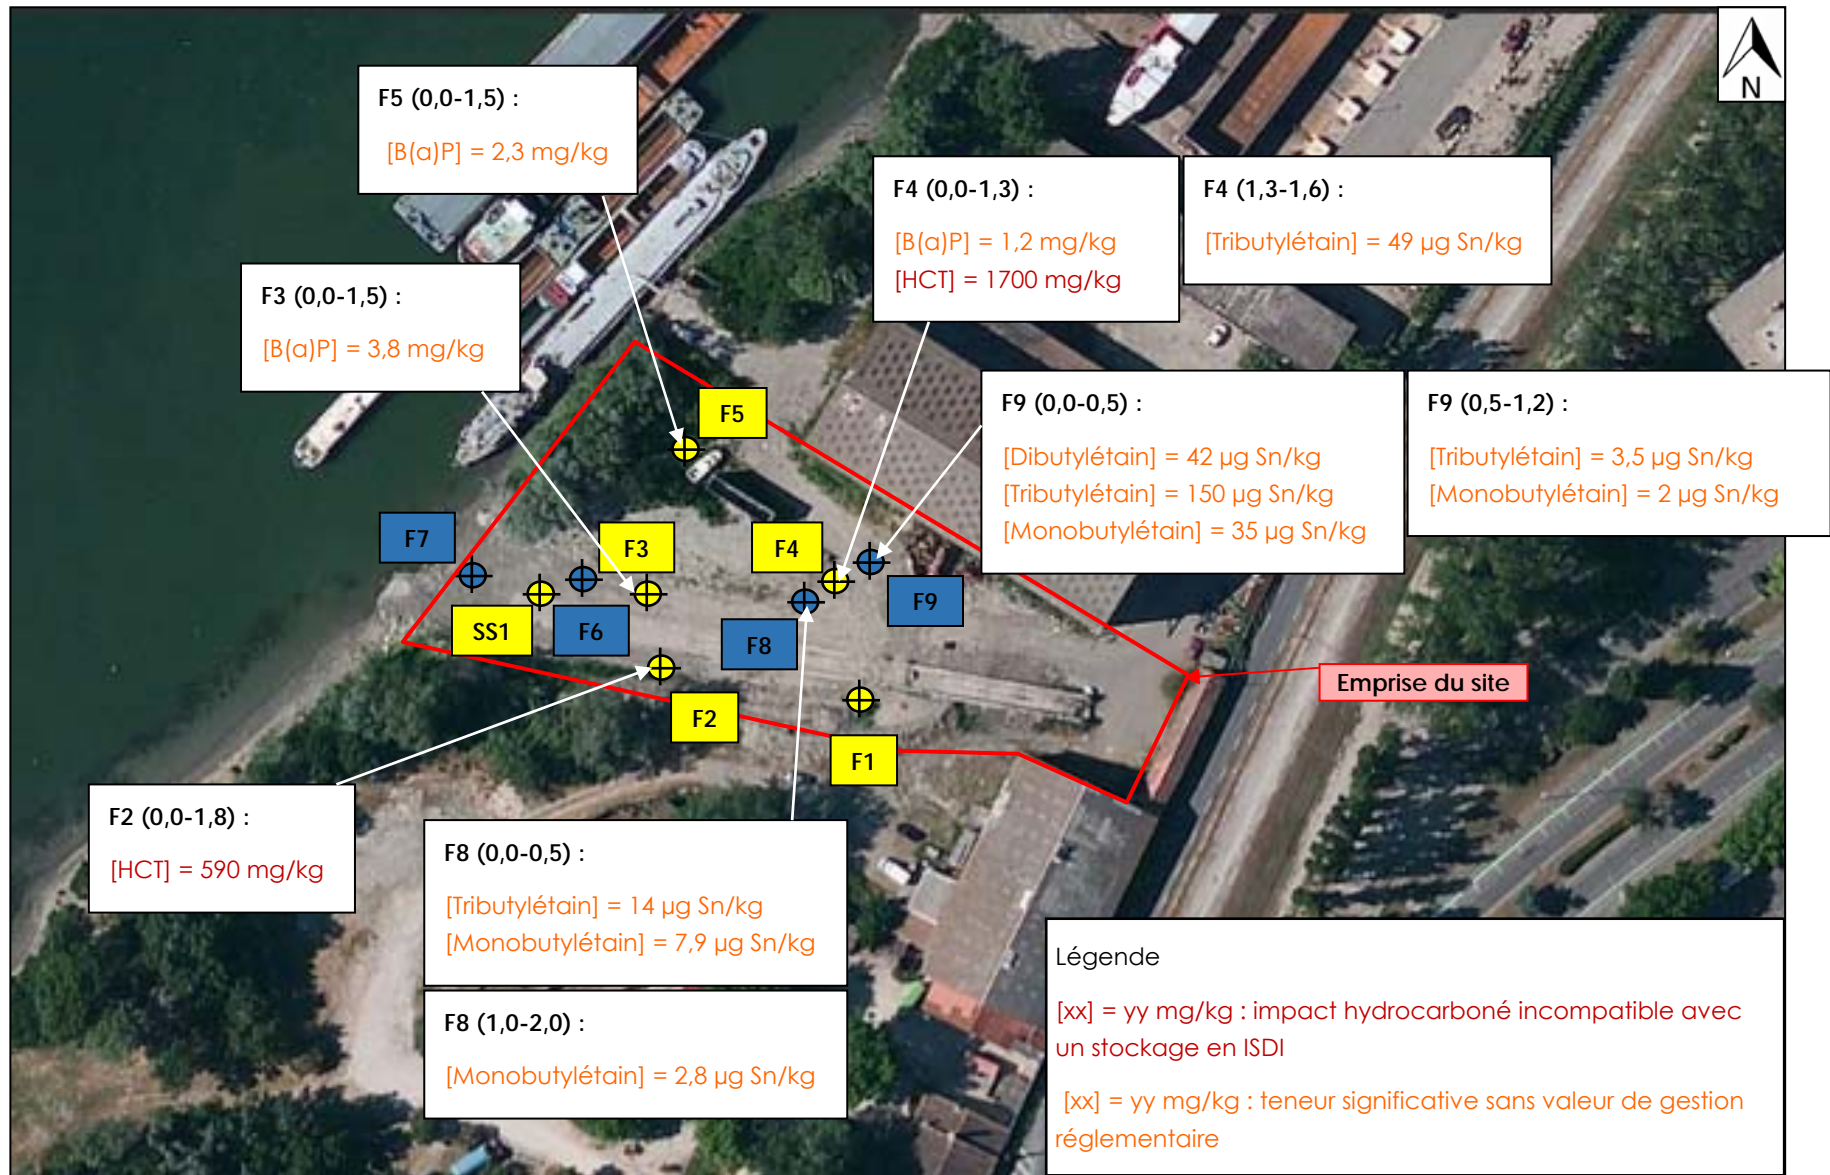 N
F5 (0,0-1,5) :
[B(a)P] = 2,3 mg/kg
F4 (0,0-1,3) :
[B(a)P] = 1,2 mg/kg
[HCT] = 1700 mg/kg
F4 (1,3-1,6) :
[Tributylétain] = 49 µg Sn/kg
F3 (0,0-1,5) :
[B(a)P] = 3,8 mg/kg
F9 (0,0-0,5) :
[Dibutylétain] = 42 µg Sn/kg
[Tributylétain] = 150 µg Sn/kg
[Monobutylétain] = 35 µg Sn/kg
F9 (0,5-1,2) :
[Tributylétain] = 3,5 µg Sn/kg
[Monobutylétain] = 2 µg Sn/kg
F5
F7
F3
F4
F9
SS1
F6
F8
F2
F1
Emprise du site
F2 (0,0-1,8) :
[HCT] = 590 mg/kg
F8 (0,0-0,5) :
[Tributylétain] = 14 µg Sn/kg
[Monobutylétain] = 7,9 µg Sn/kg
F8 (1,0-2,0) :
[Monobutylétain] = 2,8 µg Sn/kg
Légende
[xx] = yy mg/kg : impact hydrocarboné incompatible avec
un stockage en ISDI
[xx] = yy mg/kg : teneur significative sans valeur de gestion
réglementaire